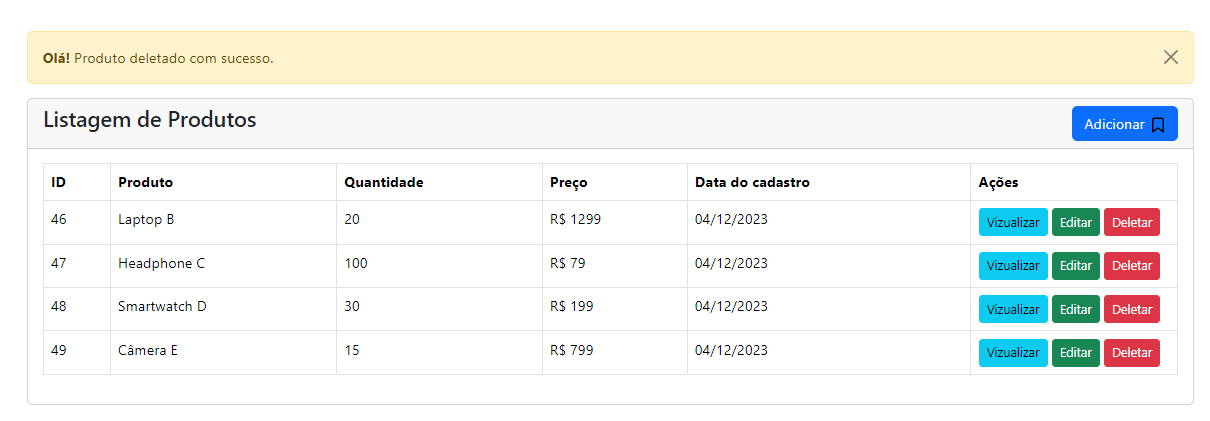 Olá! Produto deletado com sucesso.
Listagem de Produtos
Adicionar
ID Produto Quantidade Preço Data do cadastro Ações
46 Laptop B 20 R$ 1299 04/12/2023 Vizualizar Editar Deletar
47 Headphone C 100 R$ 79 04/12/2023 Vizualizar Editar Deletar
48 Smartwatch D 30 R$ 199 04/12/2023 Vizualizar Editar Deletar
49 Câmera E 15 R$ 799 04/12/2023 Vizualizar Editar Deletar